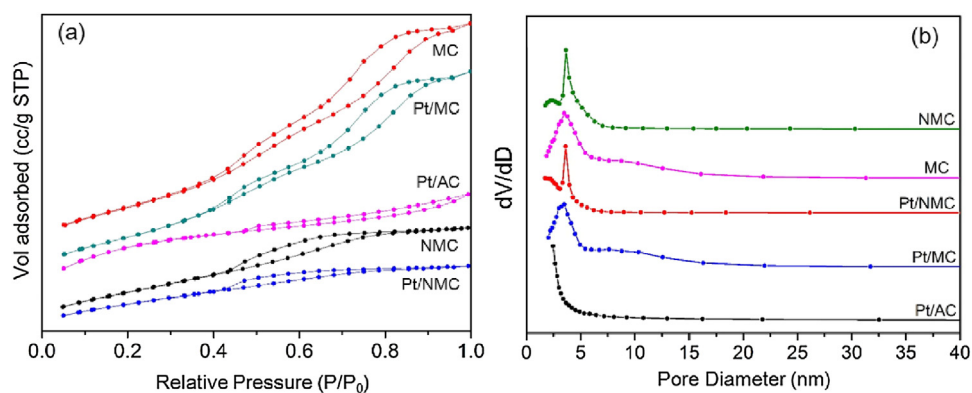 (a)
MC
Pt/MC
Pt/AC
NMC
Pt/NMC
Vol adsorbed (cc/g STP)
0.0 0.2 0.4 0.6 0.8 1.0
Relative Pressure (P/P₀)
(b)
NMC
MC
Pt/NMC
Pt/MC
Pt/AC
dV/dD
0 5 10 15 20 25 30 35 40
Pore Diameter (nm)